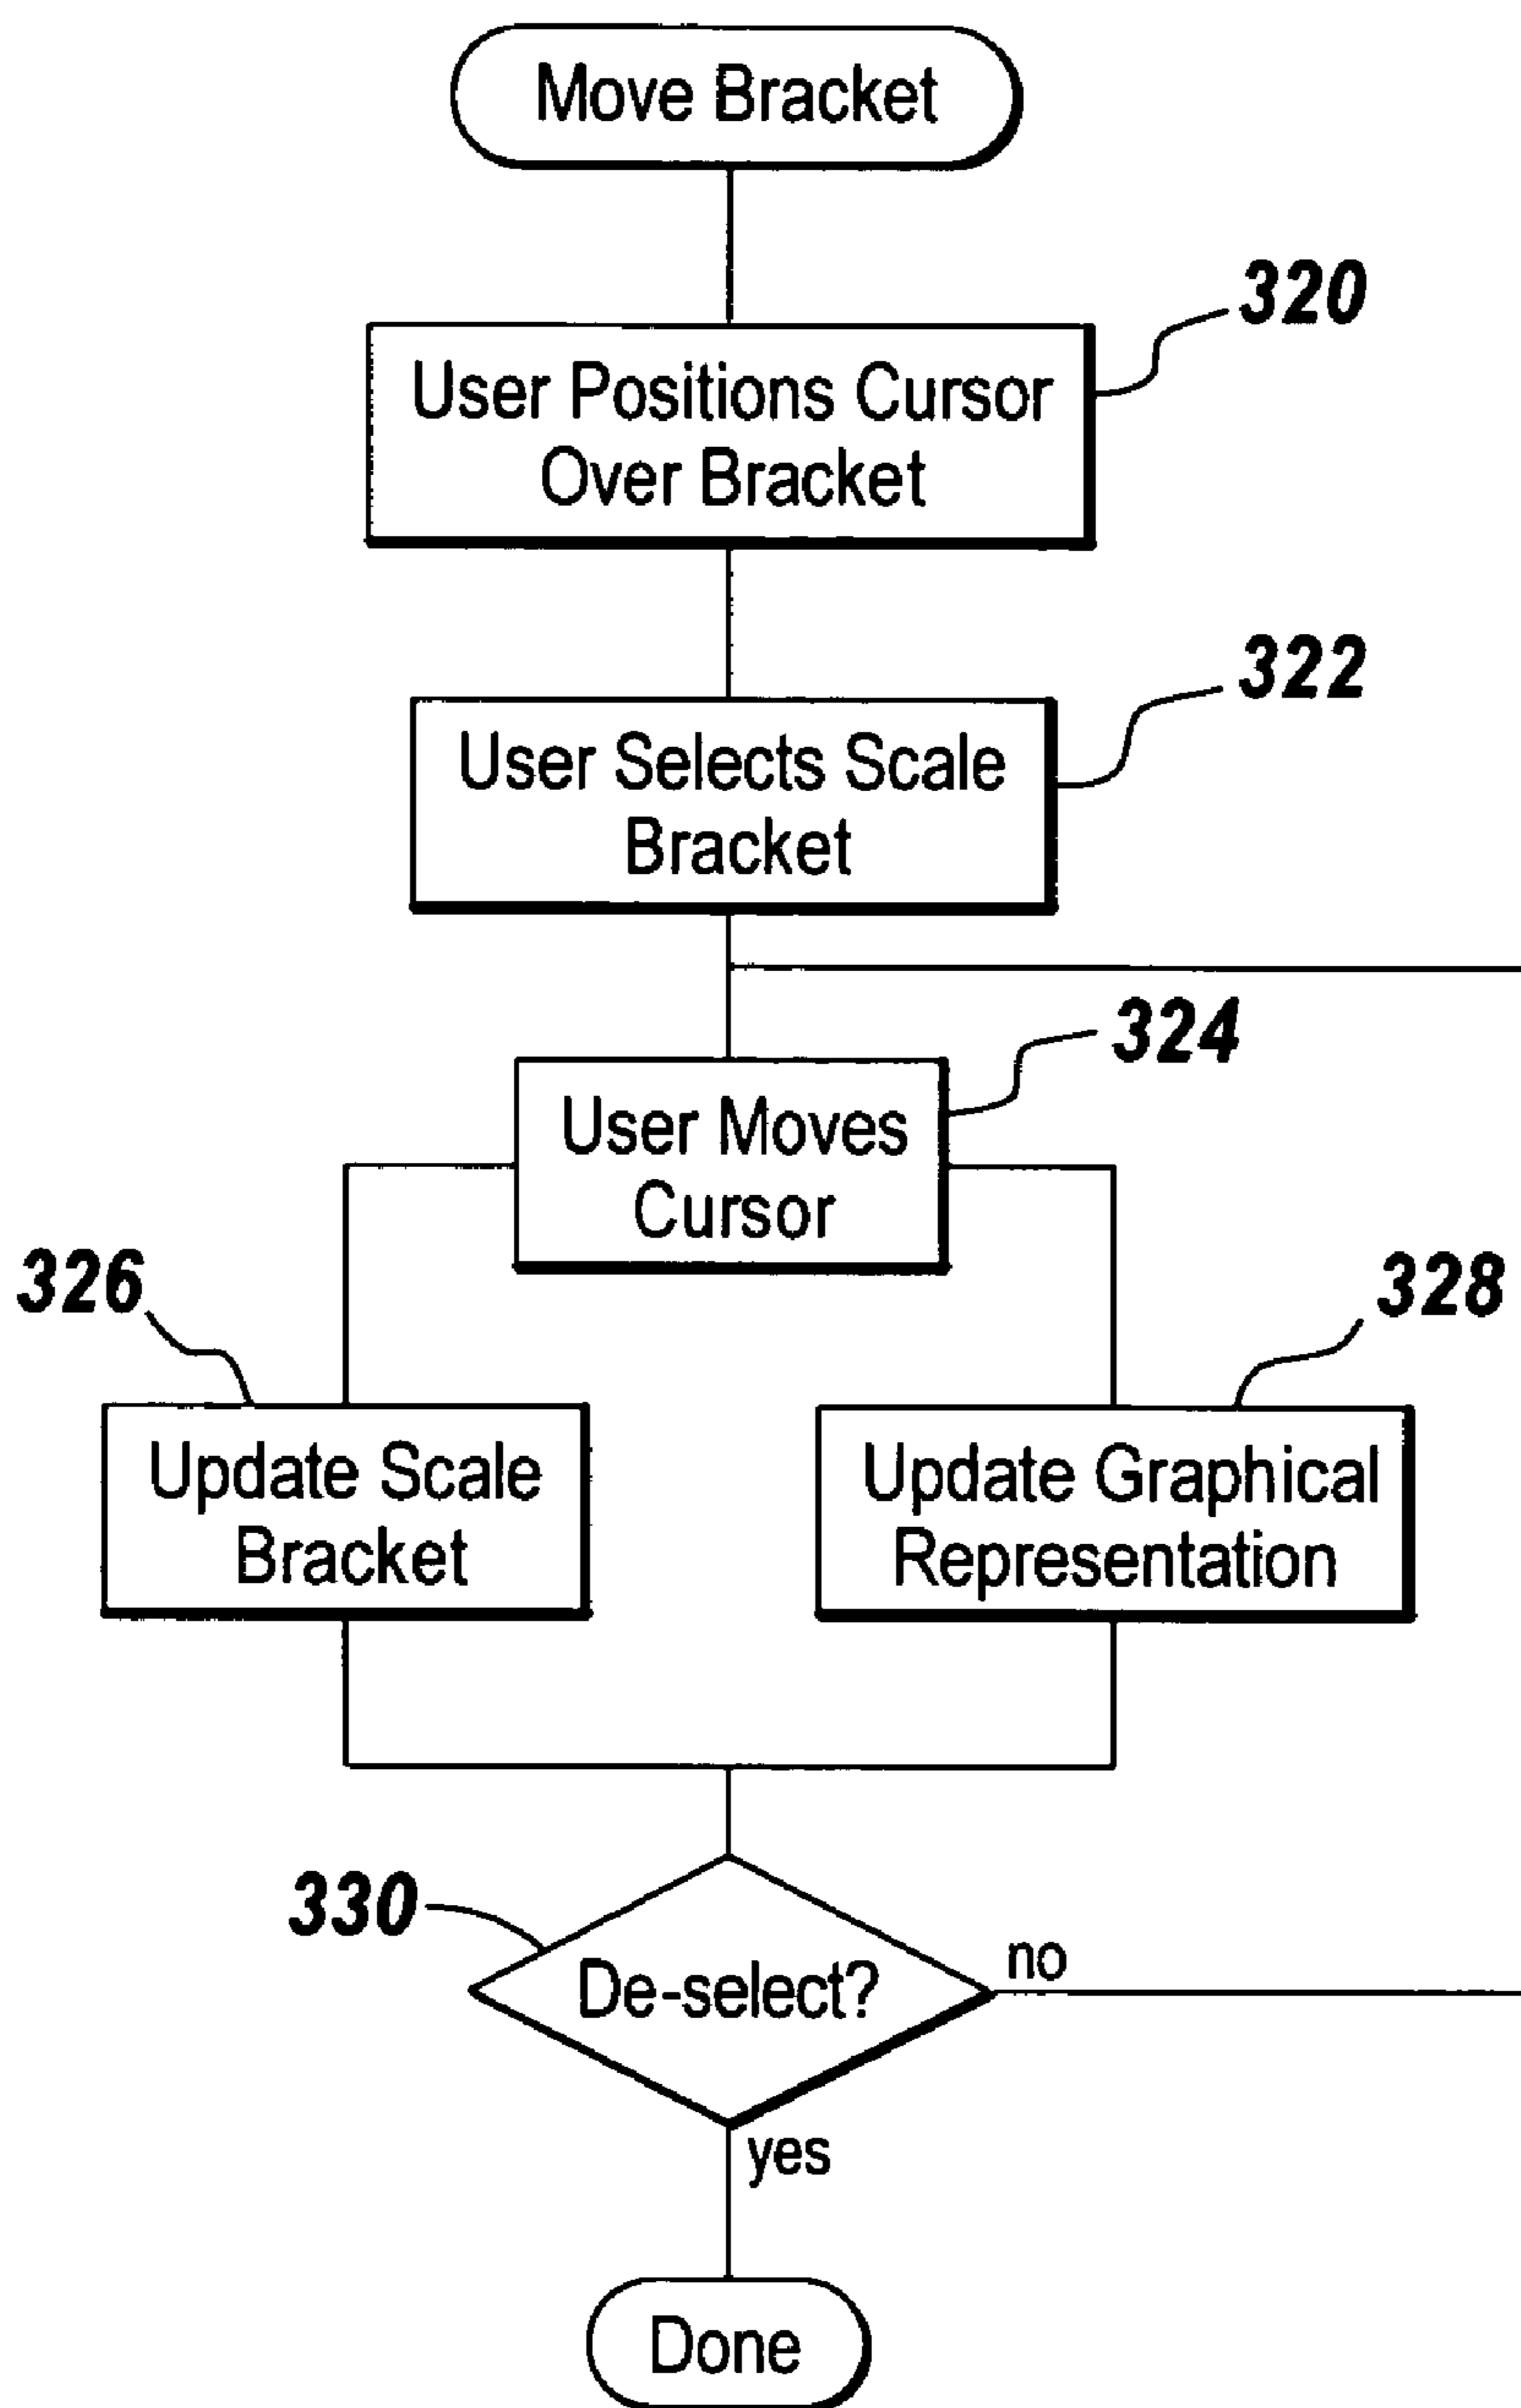 Move Bracket
320
User Positions Cursor
Over Bracket
322
User Selects Scale
Bracket
324
User Moves
Cursor
326
328
Update Scale
Bracket
Update Graphical
Representation
330
De-select?
no
yes
Done